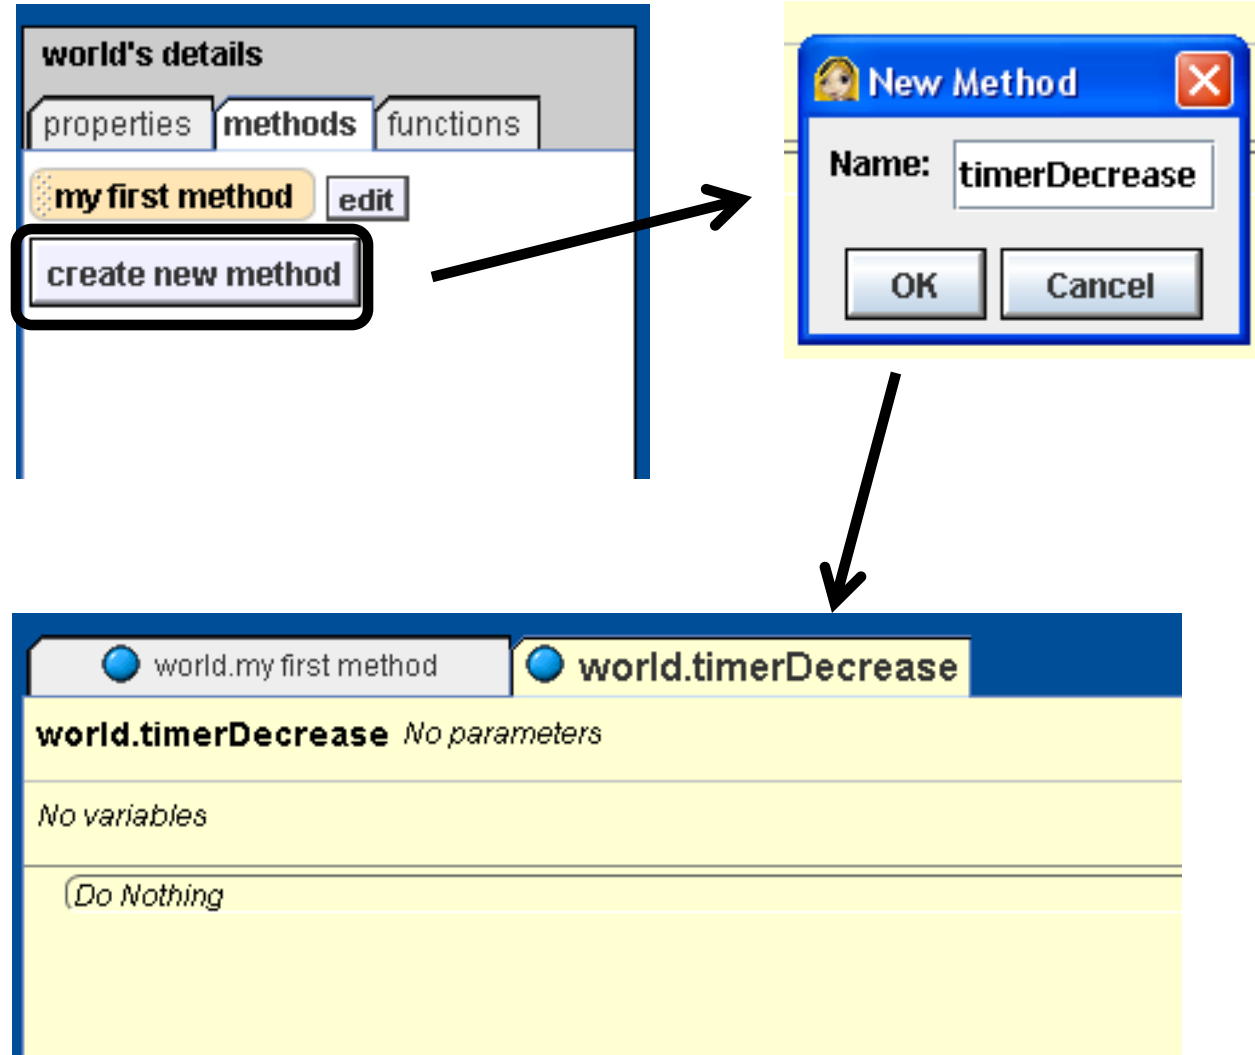 world's details
properties methods functions
my first method edit
create new method
New Method
Name: timerDecrease
OK Cancel
world.my first method world.timerDecrease
world.timerDecrease No parameters
No variables
Do Nothing